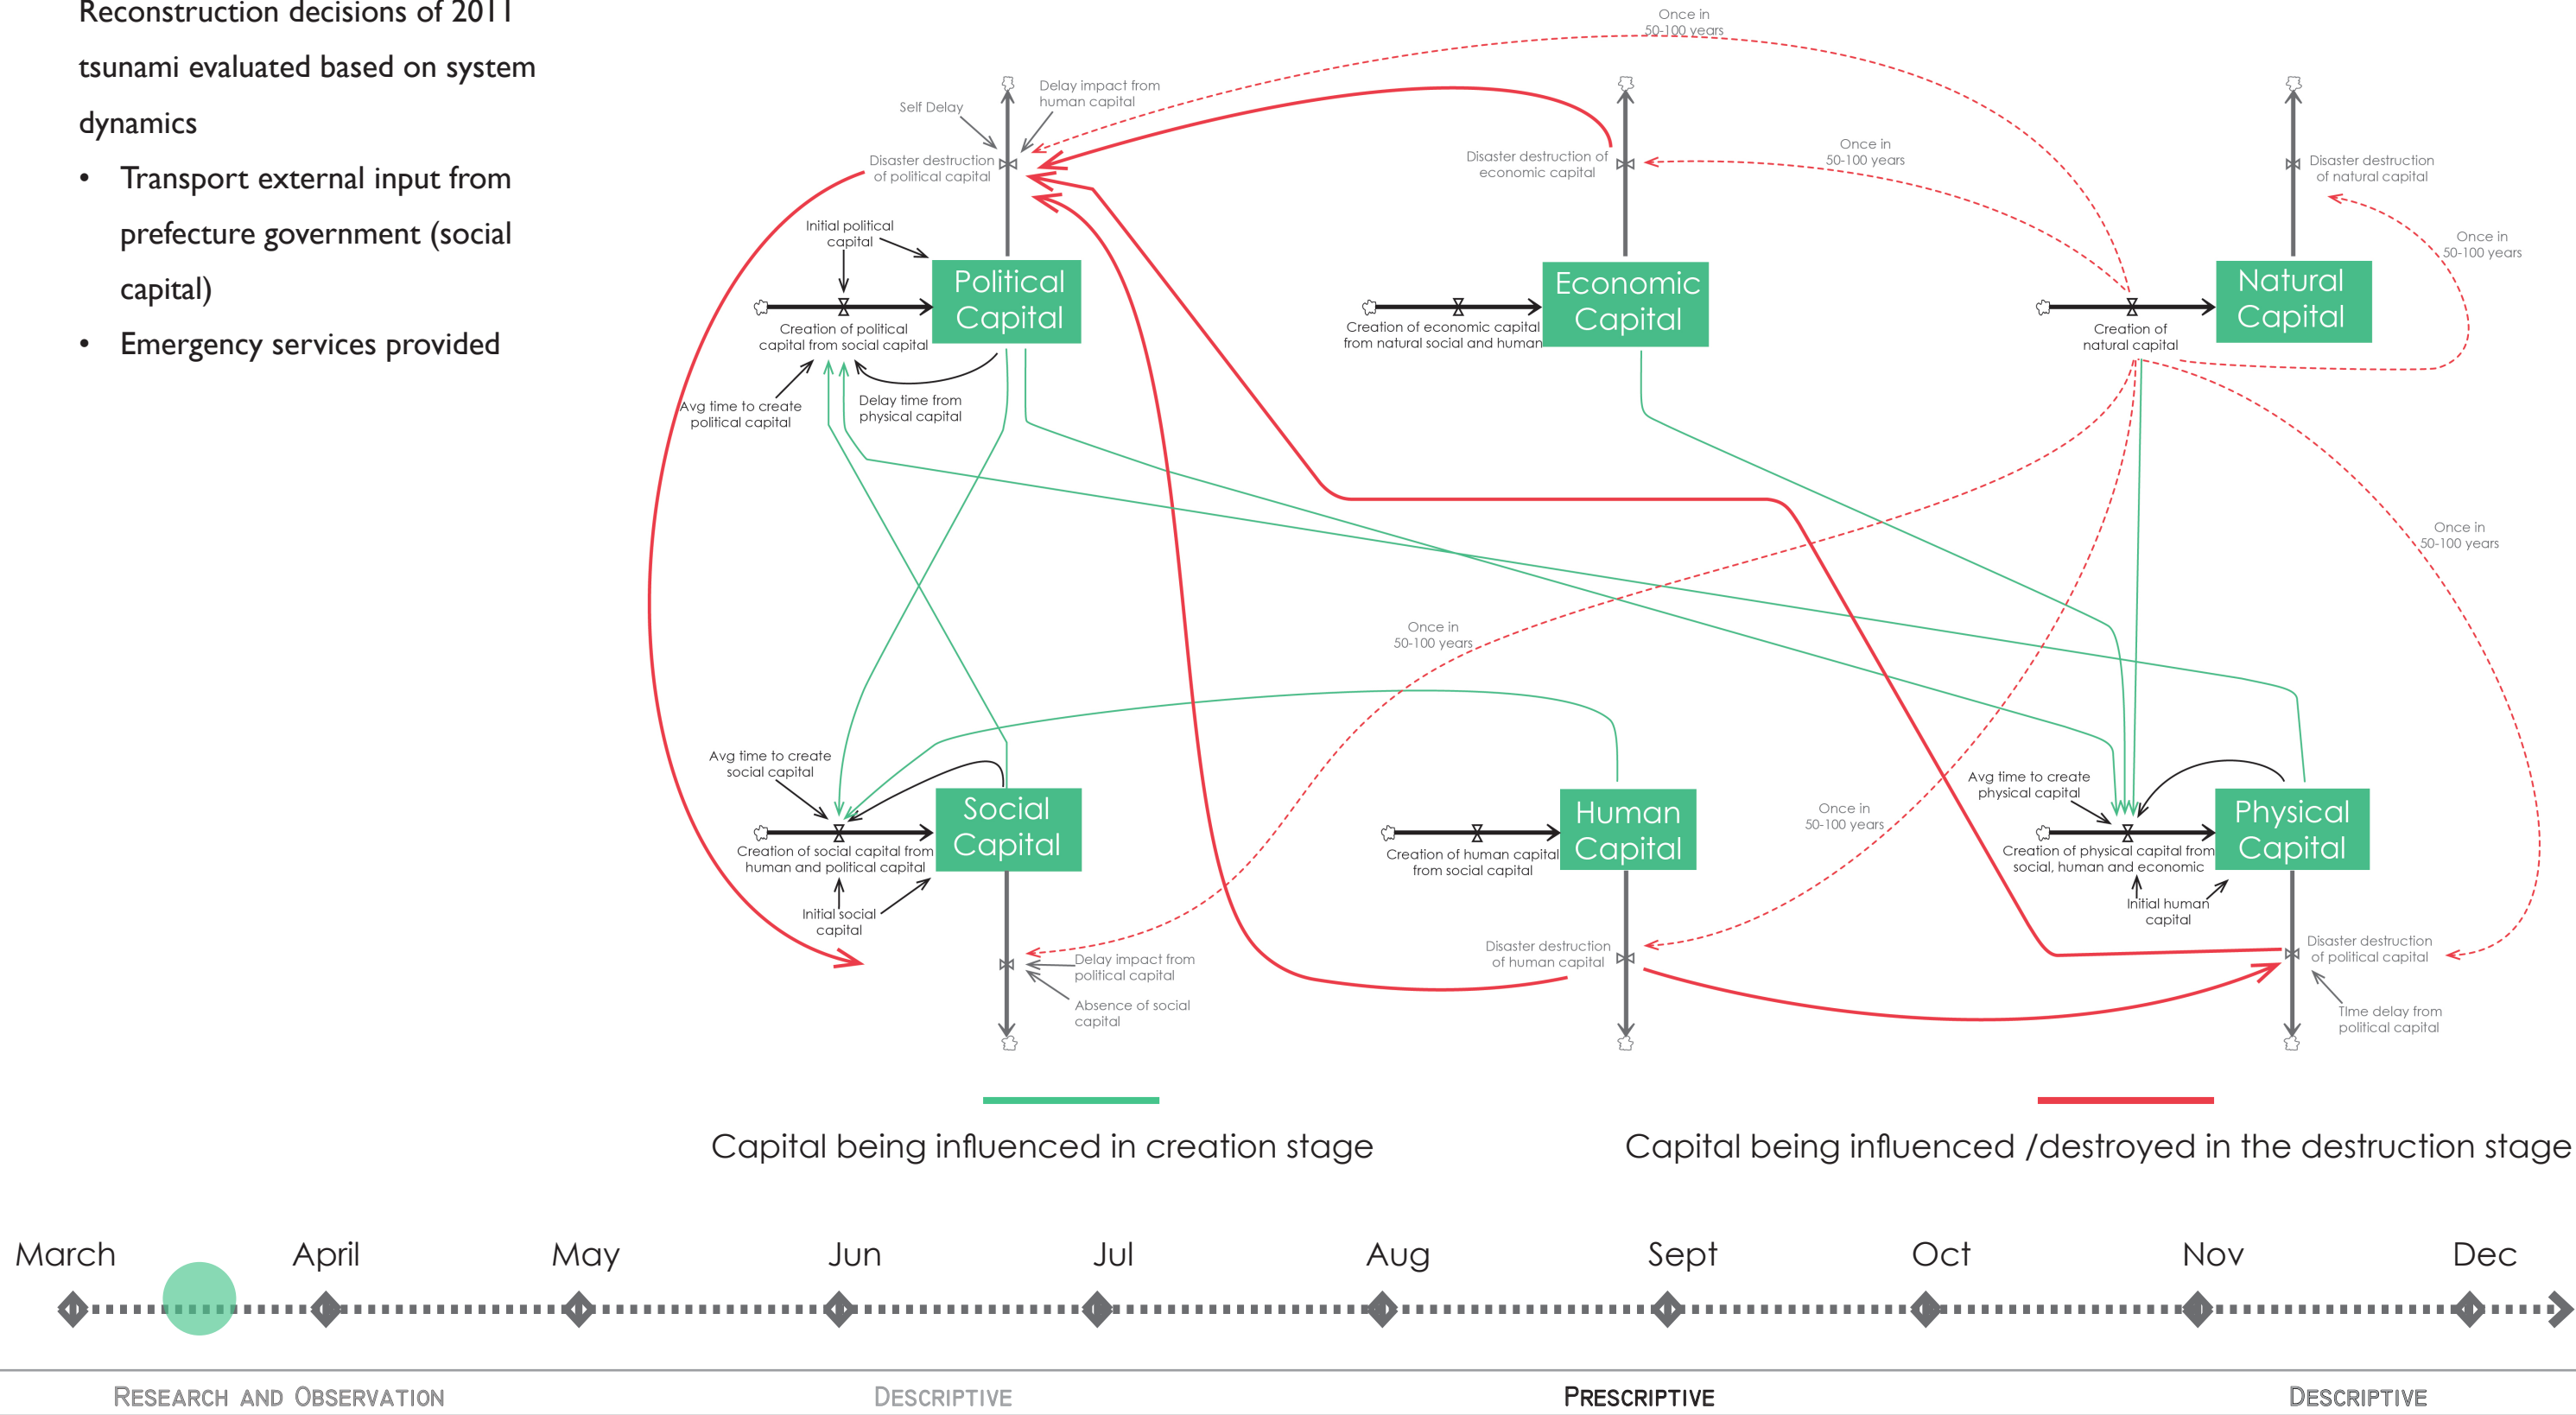 Reconstruction decisions of 2011
tsunami evaluated based on system
dynamics
• Transport external input from
prefecture government (social
capital)
• Emergency services provided
Once in
50-100 years
Self Delay
Delay impact from
human capital
Disaster destruction
of political capital
Initial political
capital
Political
Capital
Creation of political
capital from social capital
Avg time to create
political capital
Delay time from
physical capital
Disaster destruction of
economic capital
Once in
50-100 years
Economic
Capital
Creation of economic capital
from natural social and human
Disaster destruction
of natural capital
Once in
50-100 years
Natural
Capital
Creation of
natural capital
Once in
50-100 years
Once in
50-100 years
Avg time to create
social capital
Social
Capital
Creation of social capital from
human and political capital
Initial social
capital
Delay impact from
political capital
Absence of social
capital
Human
Capital
Creation of human capital
from social capital
Disaster destruction
of human capital
Once in
50-100 years
Avg time to create
physical capital
Physical
Capital
Creation of physical capital from
social, human and economic
Initial human
capital
Disaster destruction
of political capital
TIme delay from
political capital
Capital being influenced in creation stage
Capital being influenced /destroyed in the destruction stage
March April May Jun Jul Aug Sept Oct Nov Dec
Research and Observation Descriptive Prescriptive Descriptive